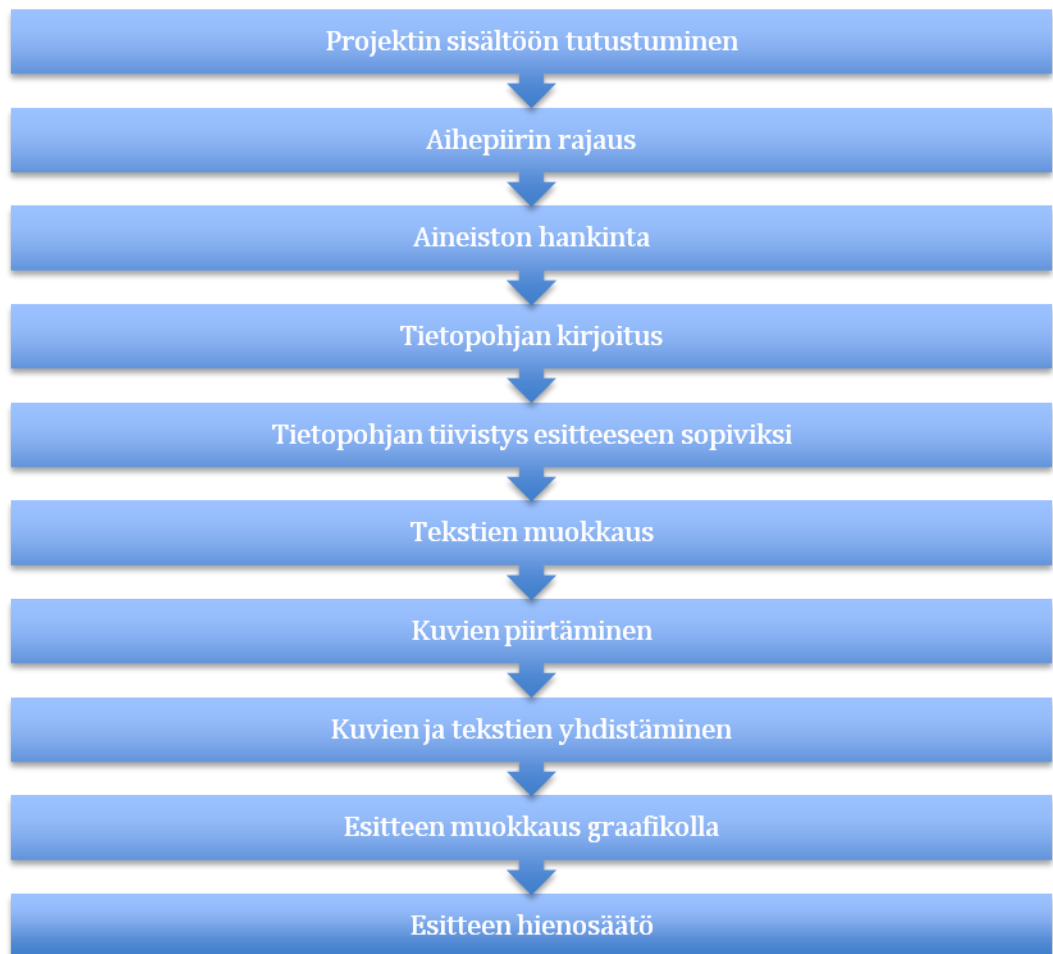 Projektin sisältöön tutustuminen
Aihepiirin rajaus
Aineiston hankinta
Tietopohjan kirjoitus
Tietopohjan tiivistys esitteeseen sopiviksi
Tekstien muokkaus
Kuvien piirtäminen
Kuvien ja tekstien yhdistäminen
Esitteen muokkaus graafikolla
Esitteen hienosäätö